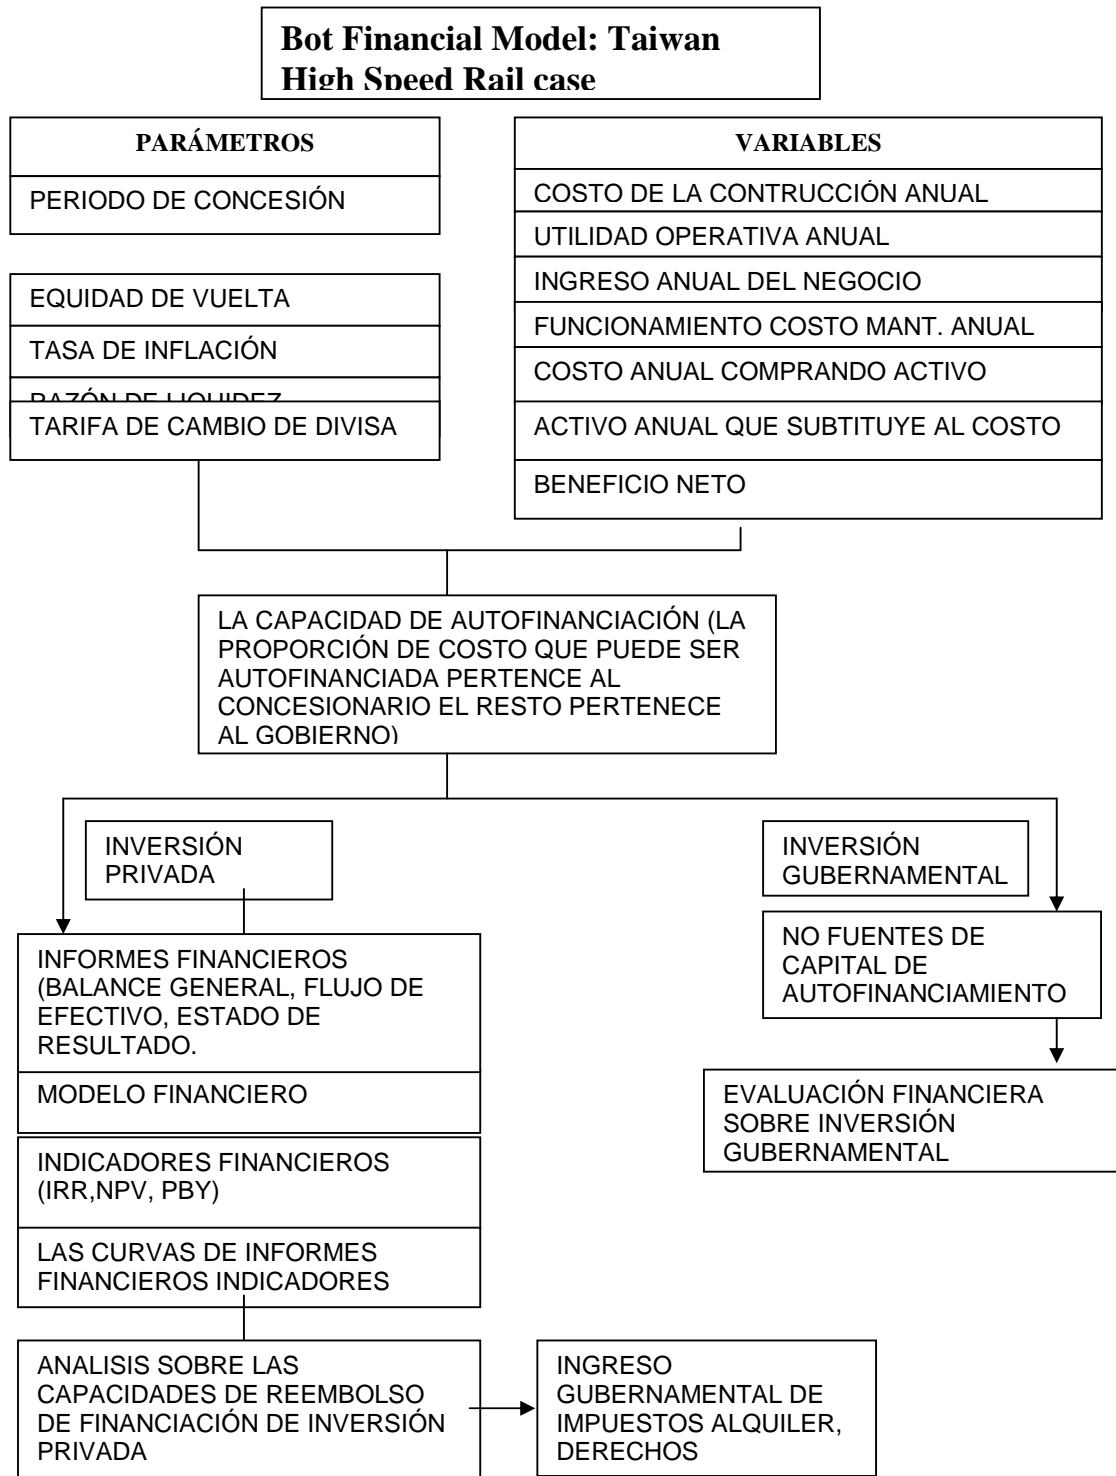 Bot Financial Model: Taiwan
High Speed Rail case
PARÁMETROS
PERIODO DE CONCESIÓN
EQUIDAD DE VUELTA
TASA DE INFLACIÓN
RAZÓN DE LIQUIDEZ
TARIFA DE CAMBIO DE DIVISA
VARIABLES
COSTO DE LA CONTRUCCIÓN ANUAL
UTILIDAD OPERATIVA ANUAL
INGRESO ANUAL DEL NEGOCIO
FUNCIONAMIENTO COSTO MANT. ANUAL
COSTO ANUAL COMPRANDO ACTIVO
ACTIVO ANUAL QUE SUBTITUYE AL COSTO
BENEFICIO NETO
LA CAPACIDAD DE AUTOFINANCIACIÓN (LA
PROPORCIÓN DE COSTO QUE PUEDE SER
AUTOFINANCIADA PERTENCE AL
CONCESIONARIO EL RESTO PERTENECE
AL GOBIERNO)
INVERSIÓN
PRIVADA
INFORMES FINANCIEROS
(BALANCE GENERAL, FLUJO DE
EFECTIVO, ESTADO DE
RESULTADO.
MODELO FINANCIERO
INDICADORES FINANCIEROS
(IRR,NPV, PBY)
LAS CURVAS DE INFORMES
FINANCIEROS INDICADORES
ANALISIS SOBRE LAS
CAPACIDADES DE REEMBOLSO
DE FINANCIACIÓN DE INVERSIÓN
PRIVADA
INVERSIÓN
GUBERNAMENTAL
NO FUENTES DE
CAPITAL DE
AUTOFINANCIAMIENTO
EVALUACIÓN FINANCIERA
SOBRE INVERSIÓN
GUBERNAMENTAL
INGRESO
GUBERNAMENTAL DE
IMPUESTOS ALQUILER,
DERECHOS